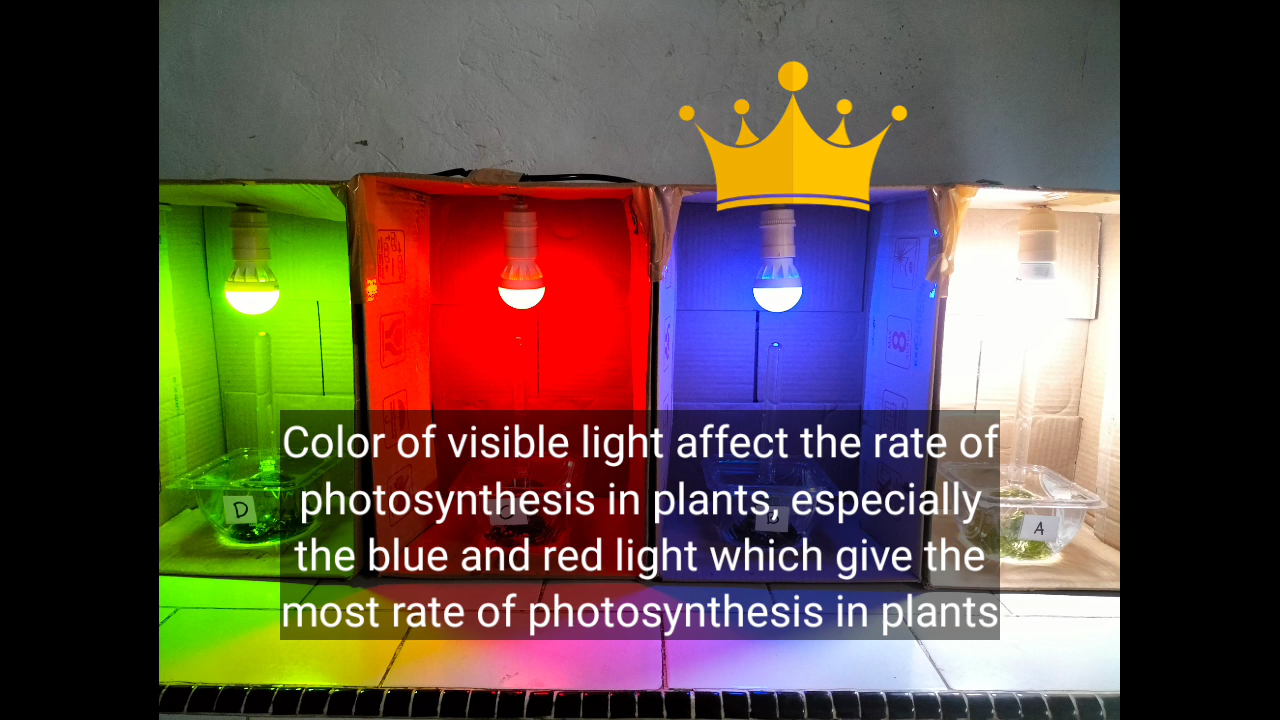 Color of visible light affect the rate of
photosynthesis in plants, especially
the blue and red light which give the
most rate of photosynthesis in plants
D
C
B
A